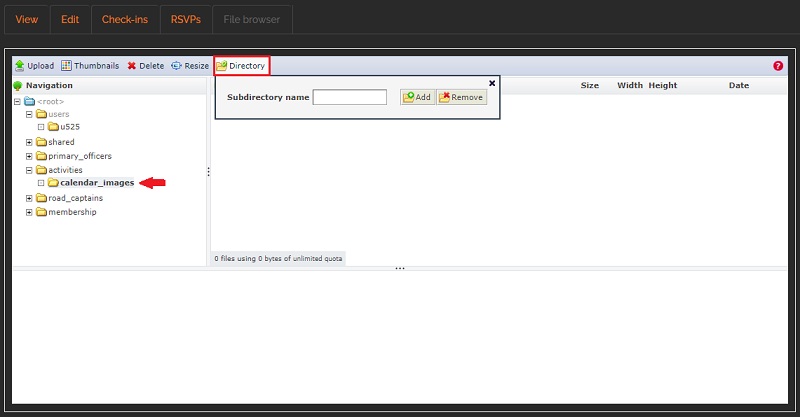 View Edit Check-ins RSVPs File browser
Upload Thumbnails Delete Resize Directory ?
Navigation Size Width Height Date
<root>
Subdirectory name Add Remove
users
u525
shared
primary_officers
activities
calendar_images
road_captains
membership
0 files using 0 bytes of unlimited quota